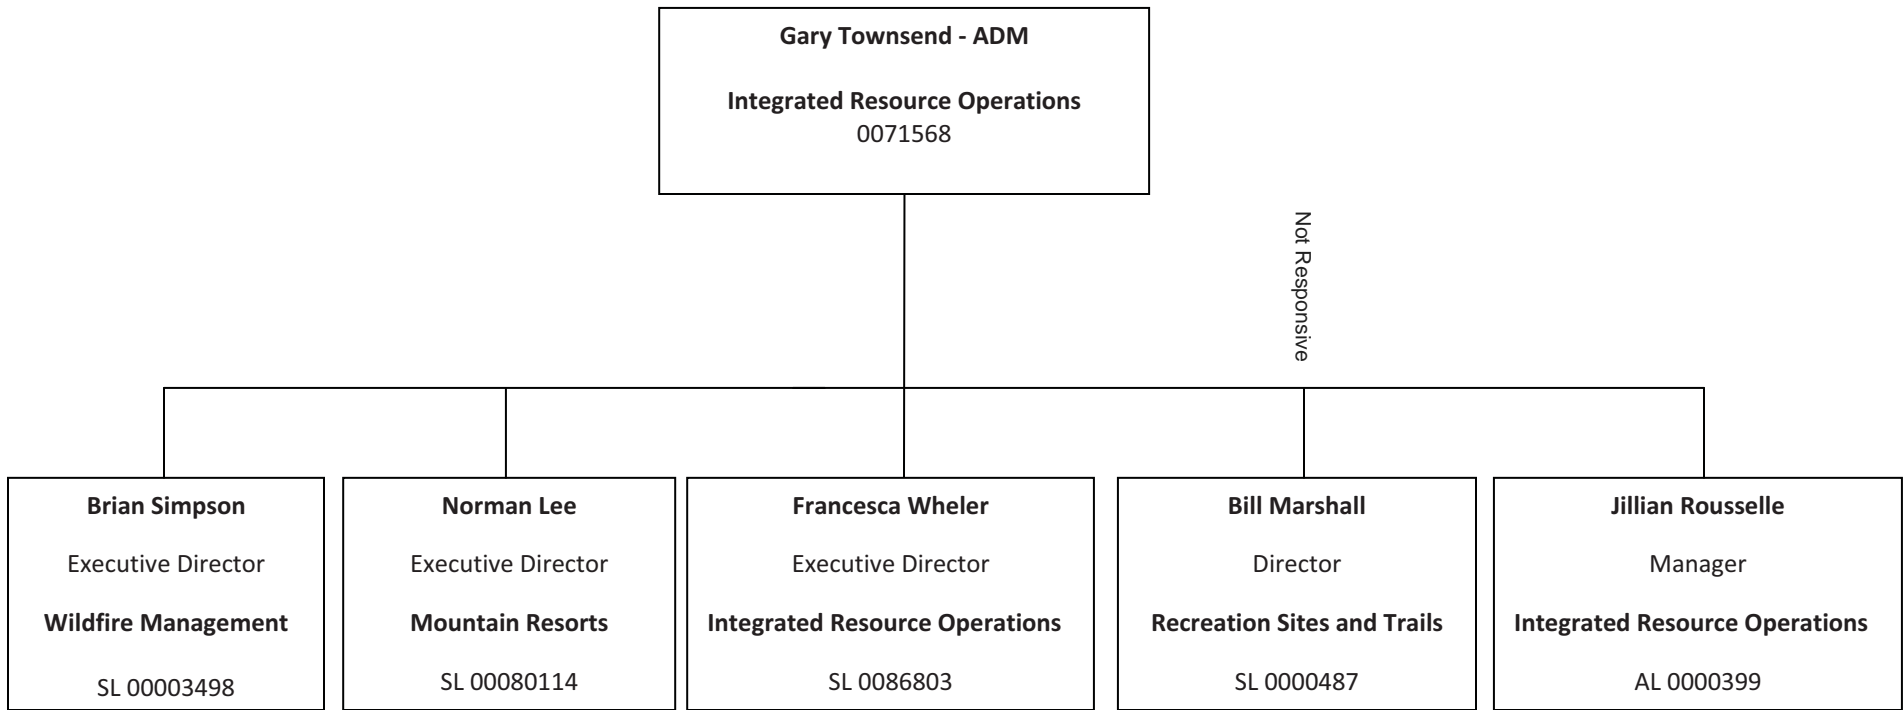 Gary Townsend - ADM
Integrated Resource Operations
0071568
Not Responsive
Brian Simpson
Executive Director
Wildfire Management
SL 00003498
Norman Lee
Executive Director
Mountain Resorts
SL 00080114
Francesca Wheler
Executive Director
Integrated Resource Operations
SL 0086803
Bill Marshall
Director
Recreation Sites and Trails
SL 0000487
Jillian Rousselle
Manager
Integrated Resource Operations
AL 0000399